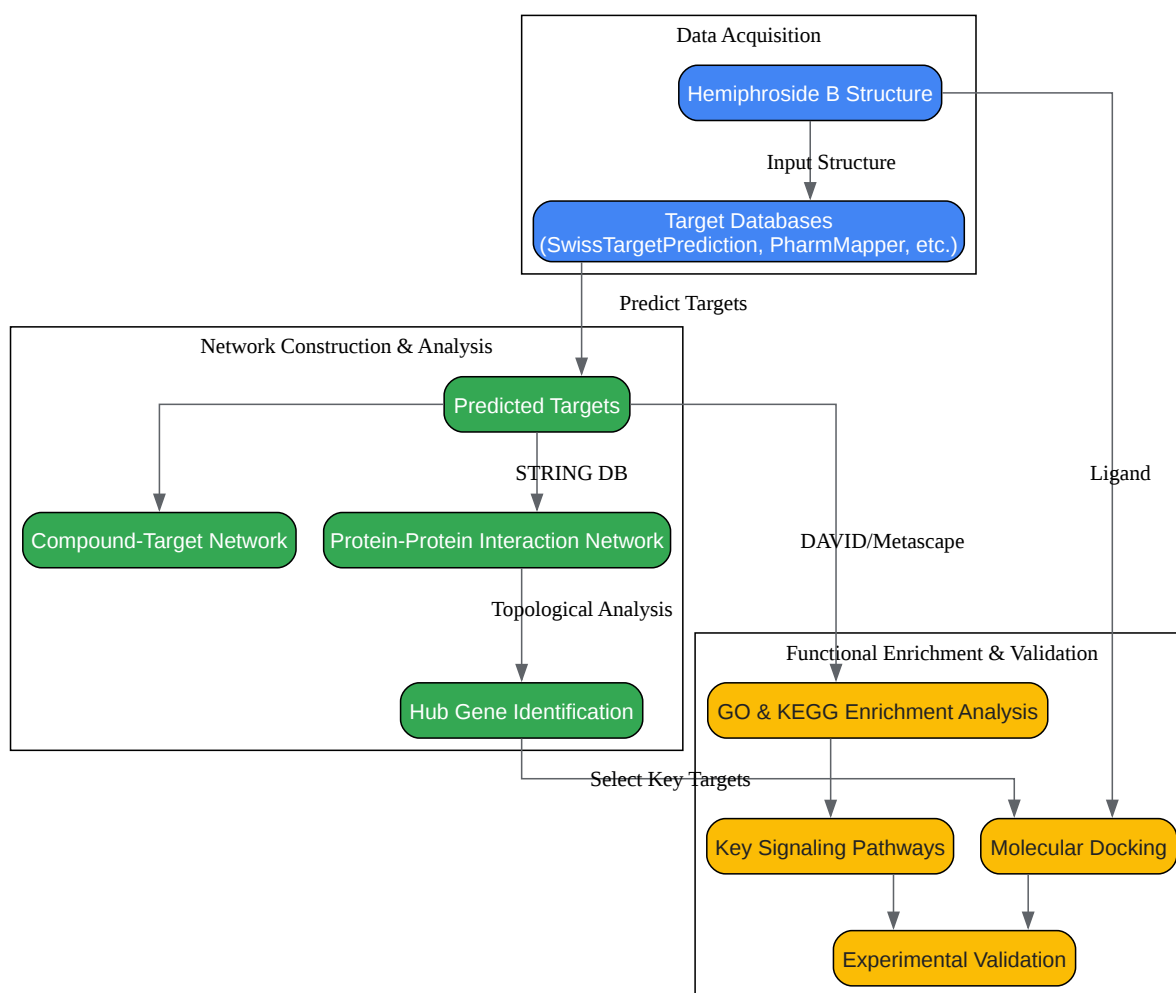 Data Acquisition
Hemiphroside B Structure
Input Structure
Target Databases
(SwissTargetPrediction, PharmMapper, etc.)
Predict Targets
Network Construction & Analysis
Predicted Targets
STRING DB
Ligand
Compound-Target Network
Protein-Protein Interaction Network
DAVID/Metascape
Topological Analysis
Functional Enrichment & Validation
Hub Gene Identification
GO & KEGG Enrichment Analysis
Select Key Targets
Key Signaling Pathways
Molecular Docking
Experimental Validation